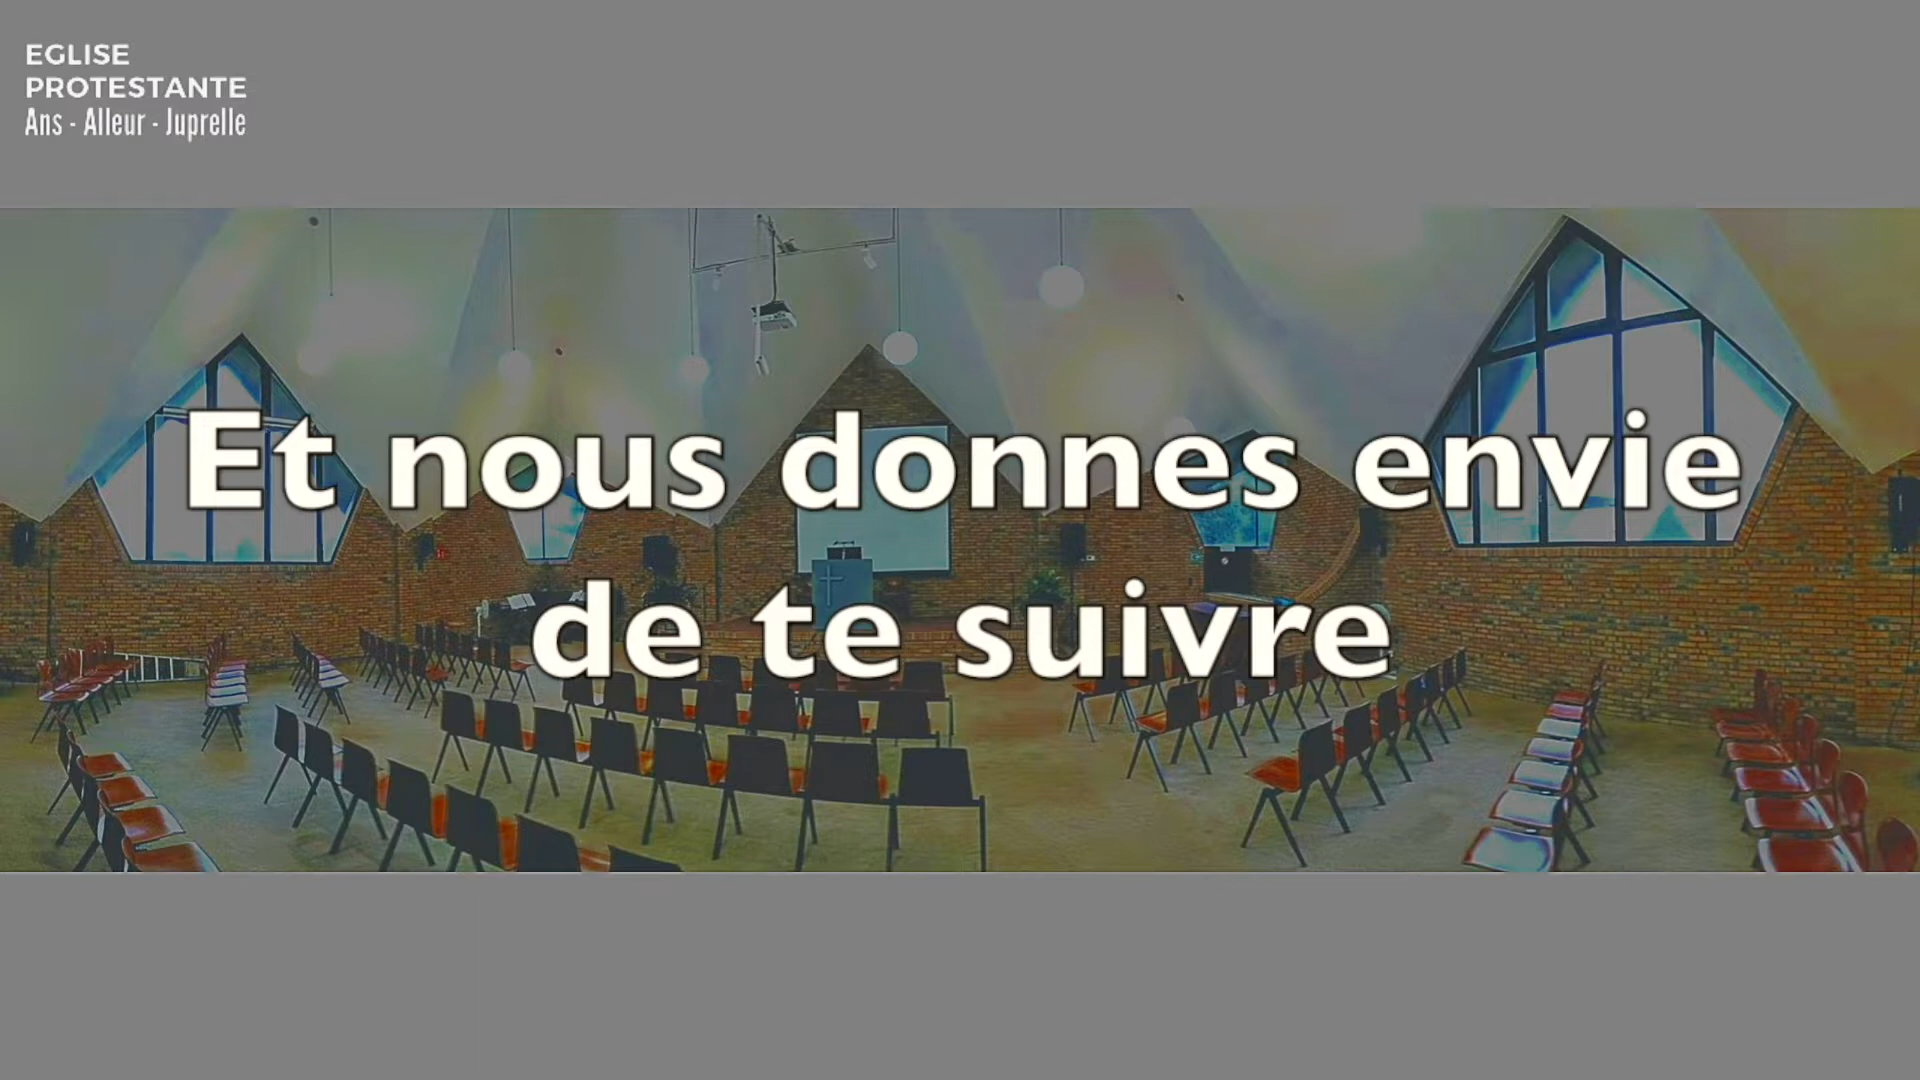 EGLISE
PROTESTANTE
Ans - Alleur - Juprelle
Et nous donnes envie
de te suivre